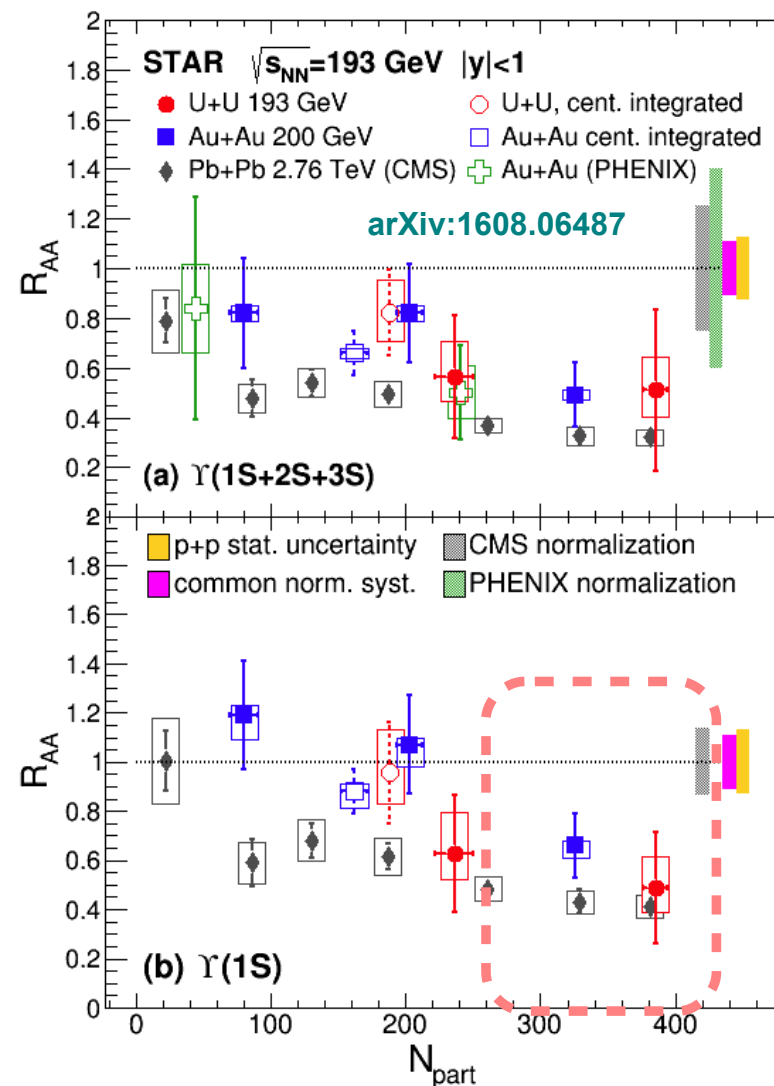 STAR √sNN=193 GeV |y|<1
U+U 193 GeV
U+U, cent. integrated
Au+Au 200 GeV
Au+Au cent. integrated
Pb+Pb 2.76 TeV (CMS)
Au+Au (PHENIX)
arXiv:1608.06487
2
1.8
1.6
1.4
1.2
1
0.8
0.6
0.4
0.2
RAA
(a) ϒ(1S+2S+3S)
p+p stat. uncertainty
CMS normalization
common norm. syst.
PHENIX normalization
2
1.8
1.6
1.4
1.2
1
0.8
0.6
0.4
0.2
0
RAA
(b) ϒ(1S)
0 100 200 300 400
Npart